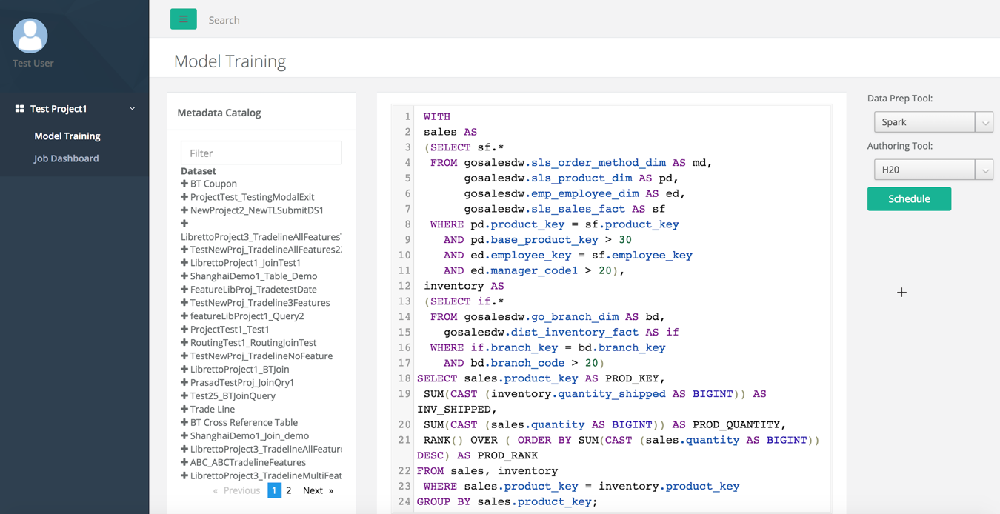 Test User
Test Project1
Model Training
Job Dashboard
Search
Model Training
Metadata Catalog
Filter
Dataset
BT Coupon
ProjectTest_TestingModalExit
NewProject2_NewTLSubmitDS1
LibrettoProject3_TradelineAllFeatures
TestNewProj_TradelineAllFeatures22
LibrettoProject1_JoinTest1
ShanghaiDemo1_Table_Demo
FeatureLibProj_TradetestDate
TestNewProj_Tradeline3Features
featureLibProject1_Query2
ProjectTest1_Test1
RoutingTest1_RoutingJoinTest
TestNewProj_TradelineNoFeature
LibrettoProject1_BTJoin
PrasadTestProj_JoinQry1
Test25_BTJoinQuery
Trade Line
BT Cross Reference Table
ShanghaiDemo1_Join_demo
LibrettoProject3_TradelineAllFeature
ABC_ABCTradelineFeatures
LibrettoProject3_TradelineMultiFeat
« Previous 1 2 Next »
1 WITH
2 sales AS
3 (SELECT sf.*
4 FROM gosalesdw.sls_order_method_dim AS md,
5 gosalesdw.sls_product_dim AS pd,
6 gosalesdw.emp_employee_dim AS ed,
7 gosalesdw.sls_sales_fact AS sf
8 WHERE pd.product_key = sf.product_key
9 AND pd.base_product_key > 30
10 AND ed.employee_key = sf.employee_key
11 AND ed.manager_code1 > 20),
12 inventory AS
13 (SELECT if.*
14 FROM gosalesdw.go_branch_dim AS bd,
15 gosalesdw.dist_inventory_fact AS if
16 WHERE if.branch_key = bd.branch_key
17 AND bd.branch_code > 20)
18 SELECT sales.product_key AS PROD_KEY,
19 SUM(CAST (inventory.quantity_shipped AS BIGINT)) AS
INV_SHIPPED,
20 SUM(CAST (sales.quantity AS BIGINT)) AS PROD_QUANTITY,
21 RANK() OVER ( ORDER BY SUM(CAST (sales.quantity AS BIGINT))
DESC) AS PROD_RANK
22 FROM sales, inventory
23 WHERE sales.product_key = inventory.product_key
24 GROUP BY sales.product_key;
Data Prep Tool:
Spark
Authoring Tool:
H20
Schedule